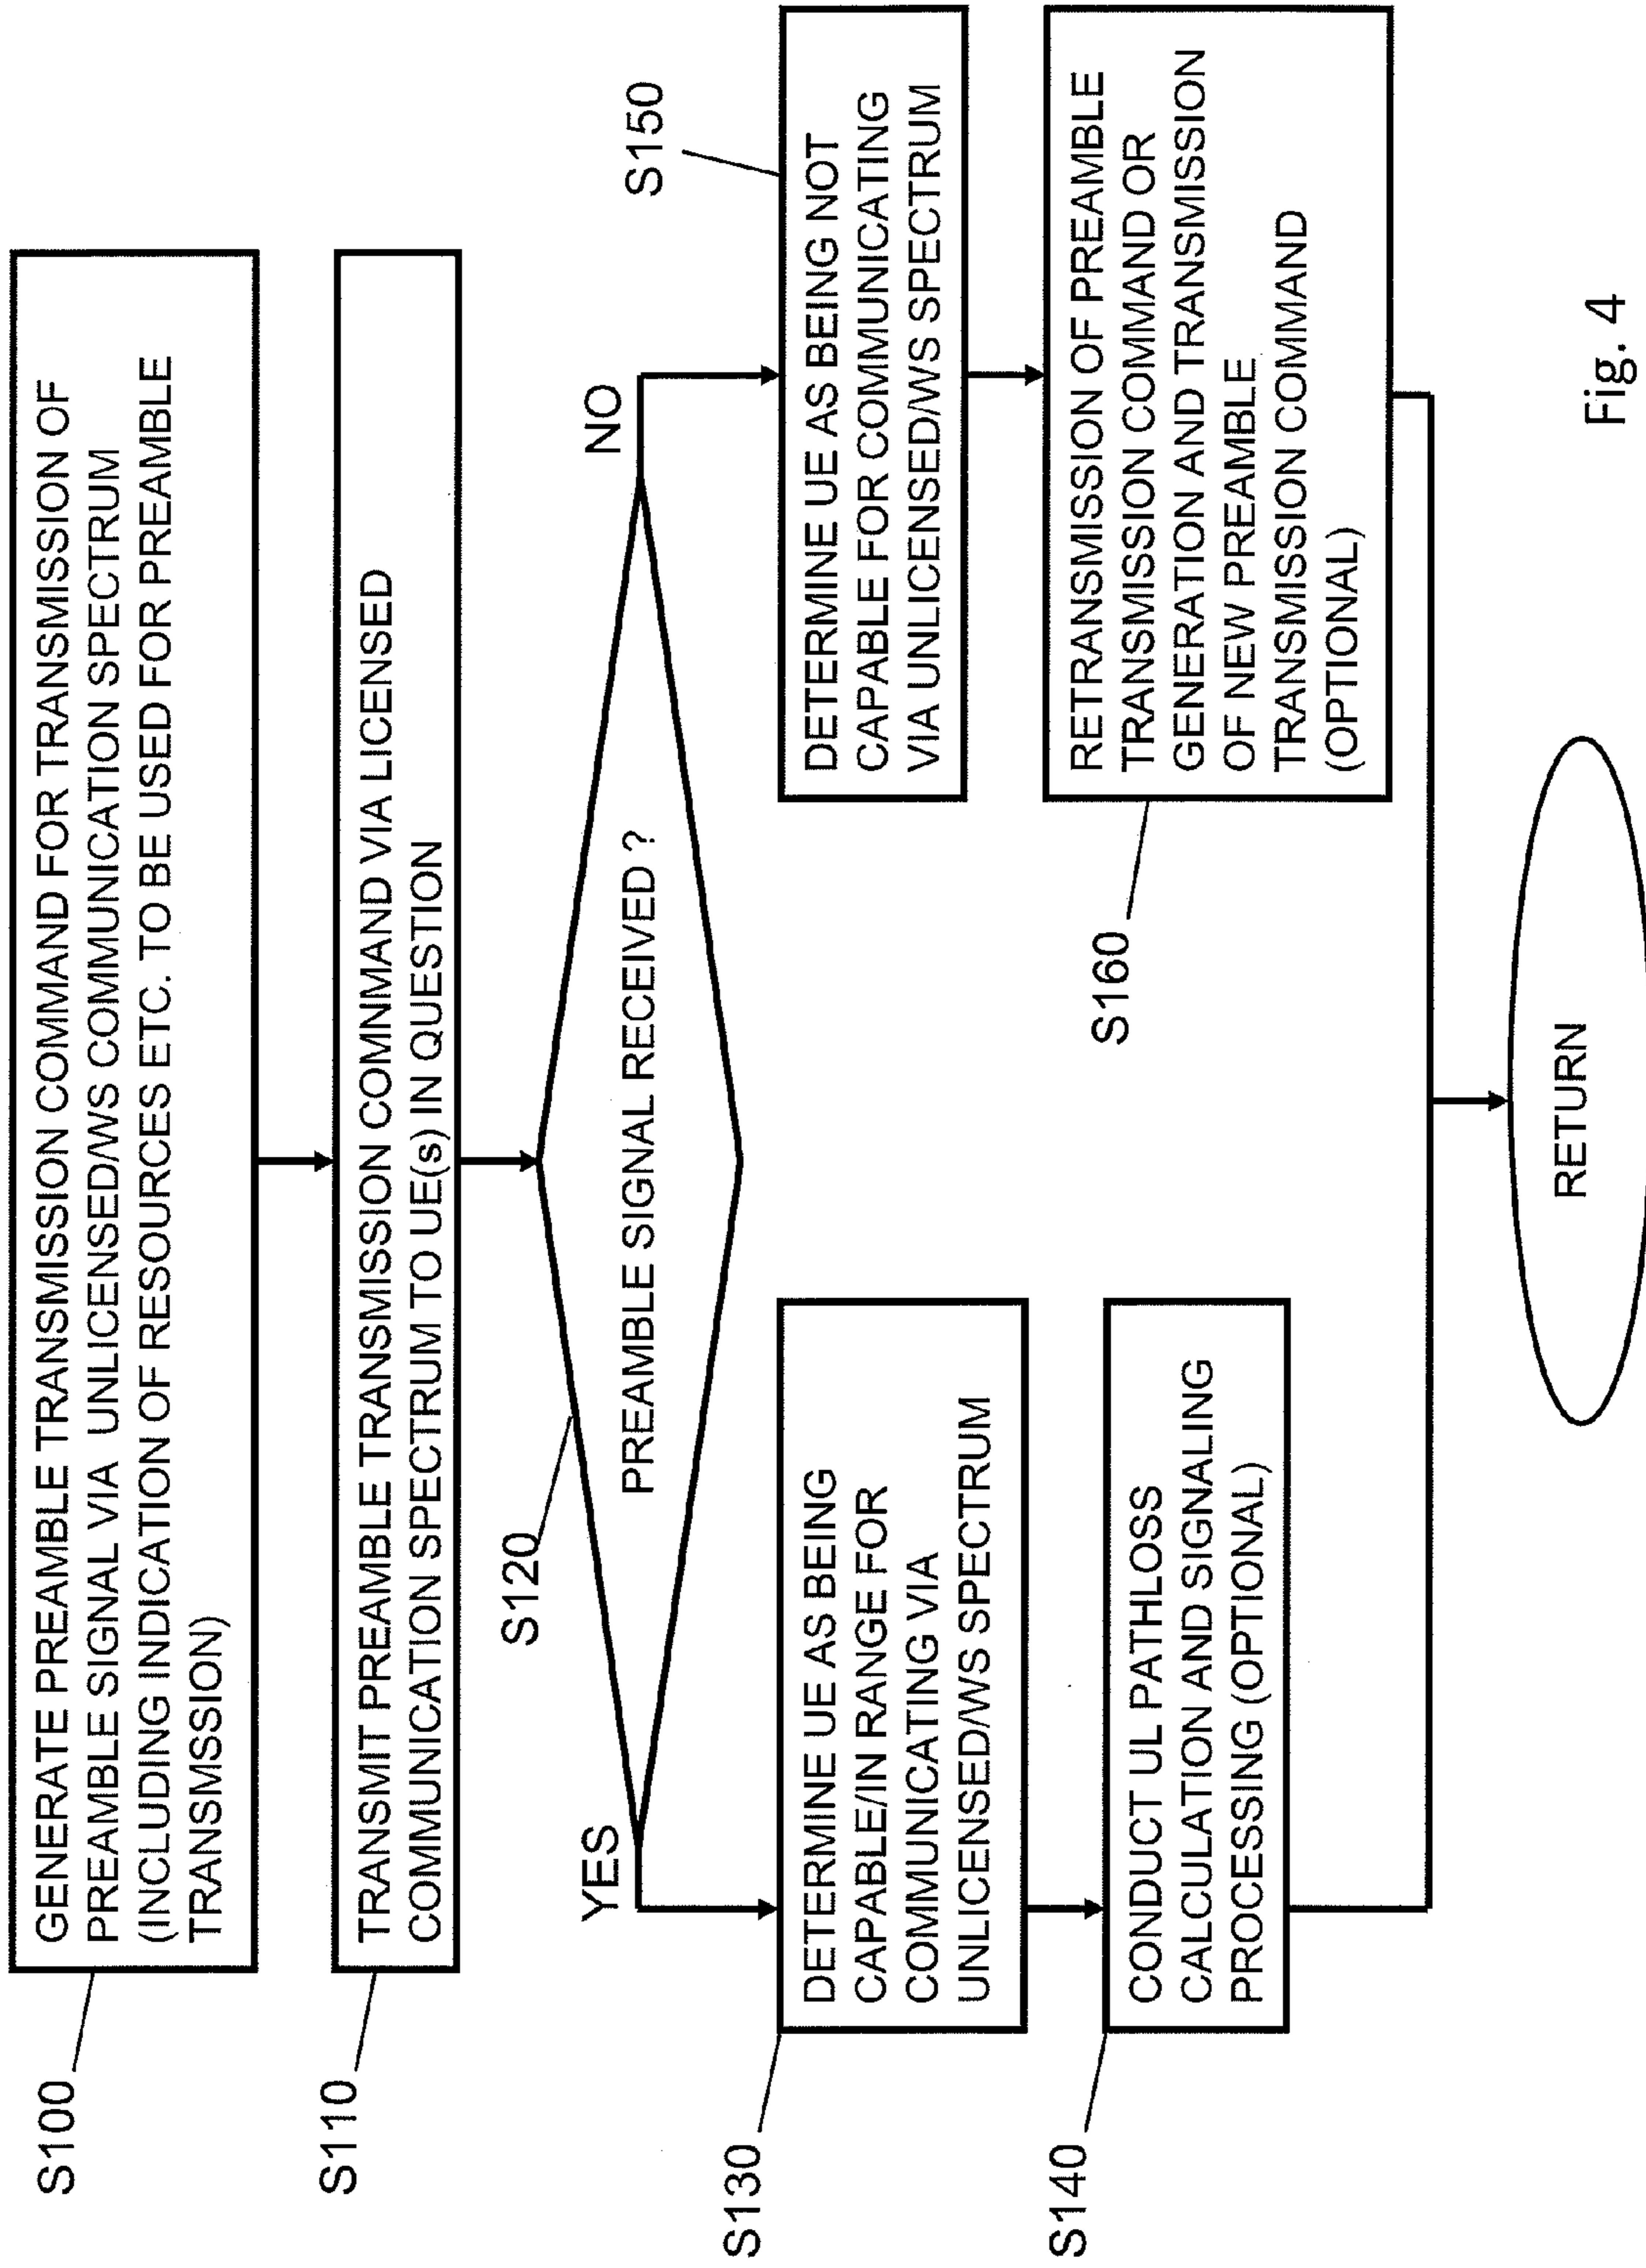 S100
GENERATE PREAMBLE TRANSMISSION COMMAND FOR TRANSMISSION OF
PREAMBLE SIGNAL VIA UNLICENSED/WS COMMUNICATION SPECTRUM
(INCLUDING INDICATION OF RESOURCES ETC. TO BE USED FOR PREAMBLE
TRANSMSSION)
S110
TRANSMIT PREAMBLE TRANSMISSION COMMAND VIA LICENSED
COMMUNICATION SPECTRUM TO UE(s) IN QUESTION
S120
PREAMBLE SIGNAL RECEIVED ?
YES
NO
S130
DETERMINE UE AS BEING
CAPABLE/IN RANGE FOR
COMMUNICATING VIA
UNLICENSED/WS SPECTRUM
S140
CONDUCT UL PATHLOSS
CALCULATION AND SIGNALING
PROCESSING (OPTIONAL)
S150
DETERMINE UE AS BEING NOT
CAPABLE FOR COMMUNICATING
VIA UNLICENSED/WS SPECTRUM
S160
RETRANSMISSION OF PREAMBLE
TRANSMISSION COMMAND OR
GENERATION AND TRANSMISSION
OF NEW PREAMBLE
TRANSMISSION COMMAND
(OPTIONAL)
RETURN
Fig. 4